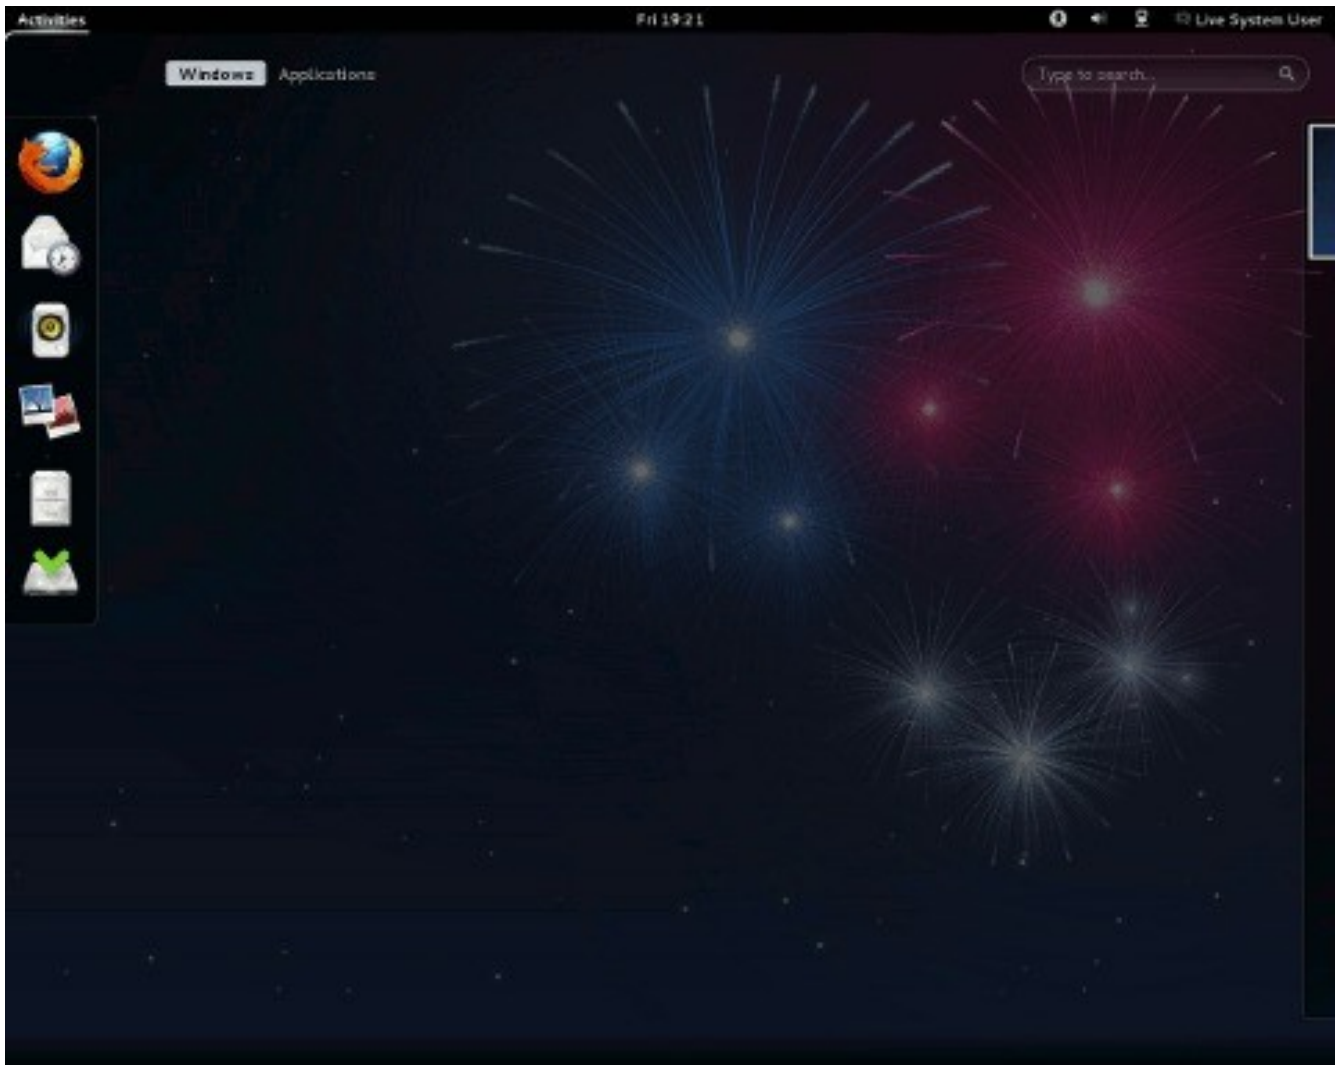 Activities Fri 19:21 Live System User
Windows Applications Type to search...